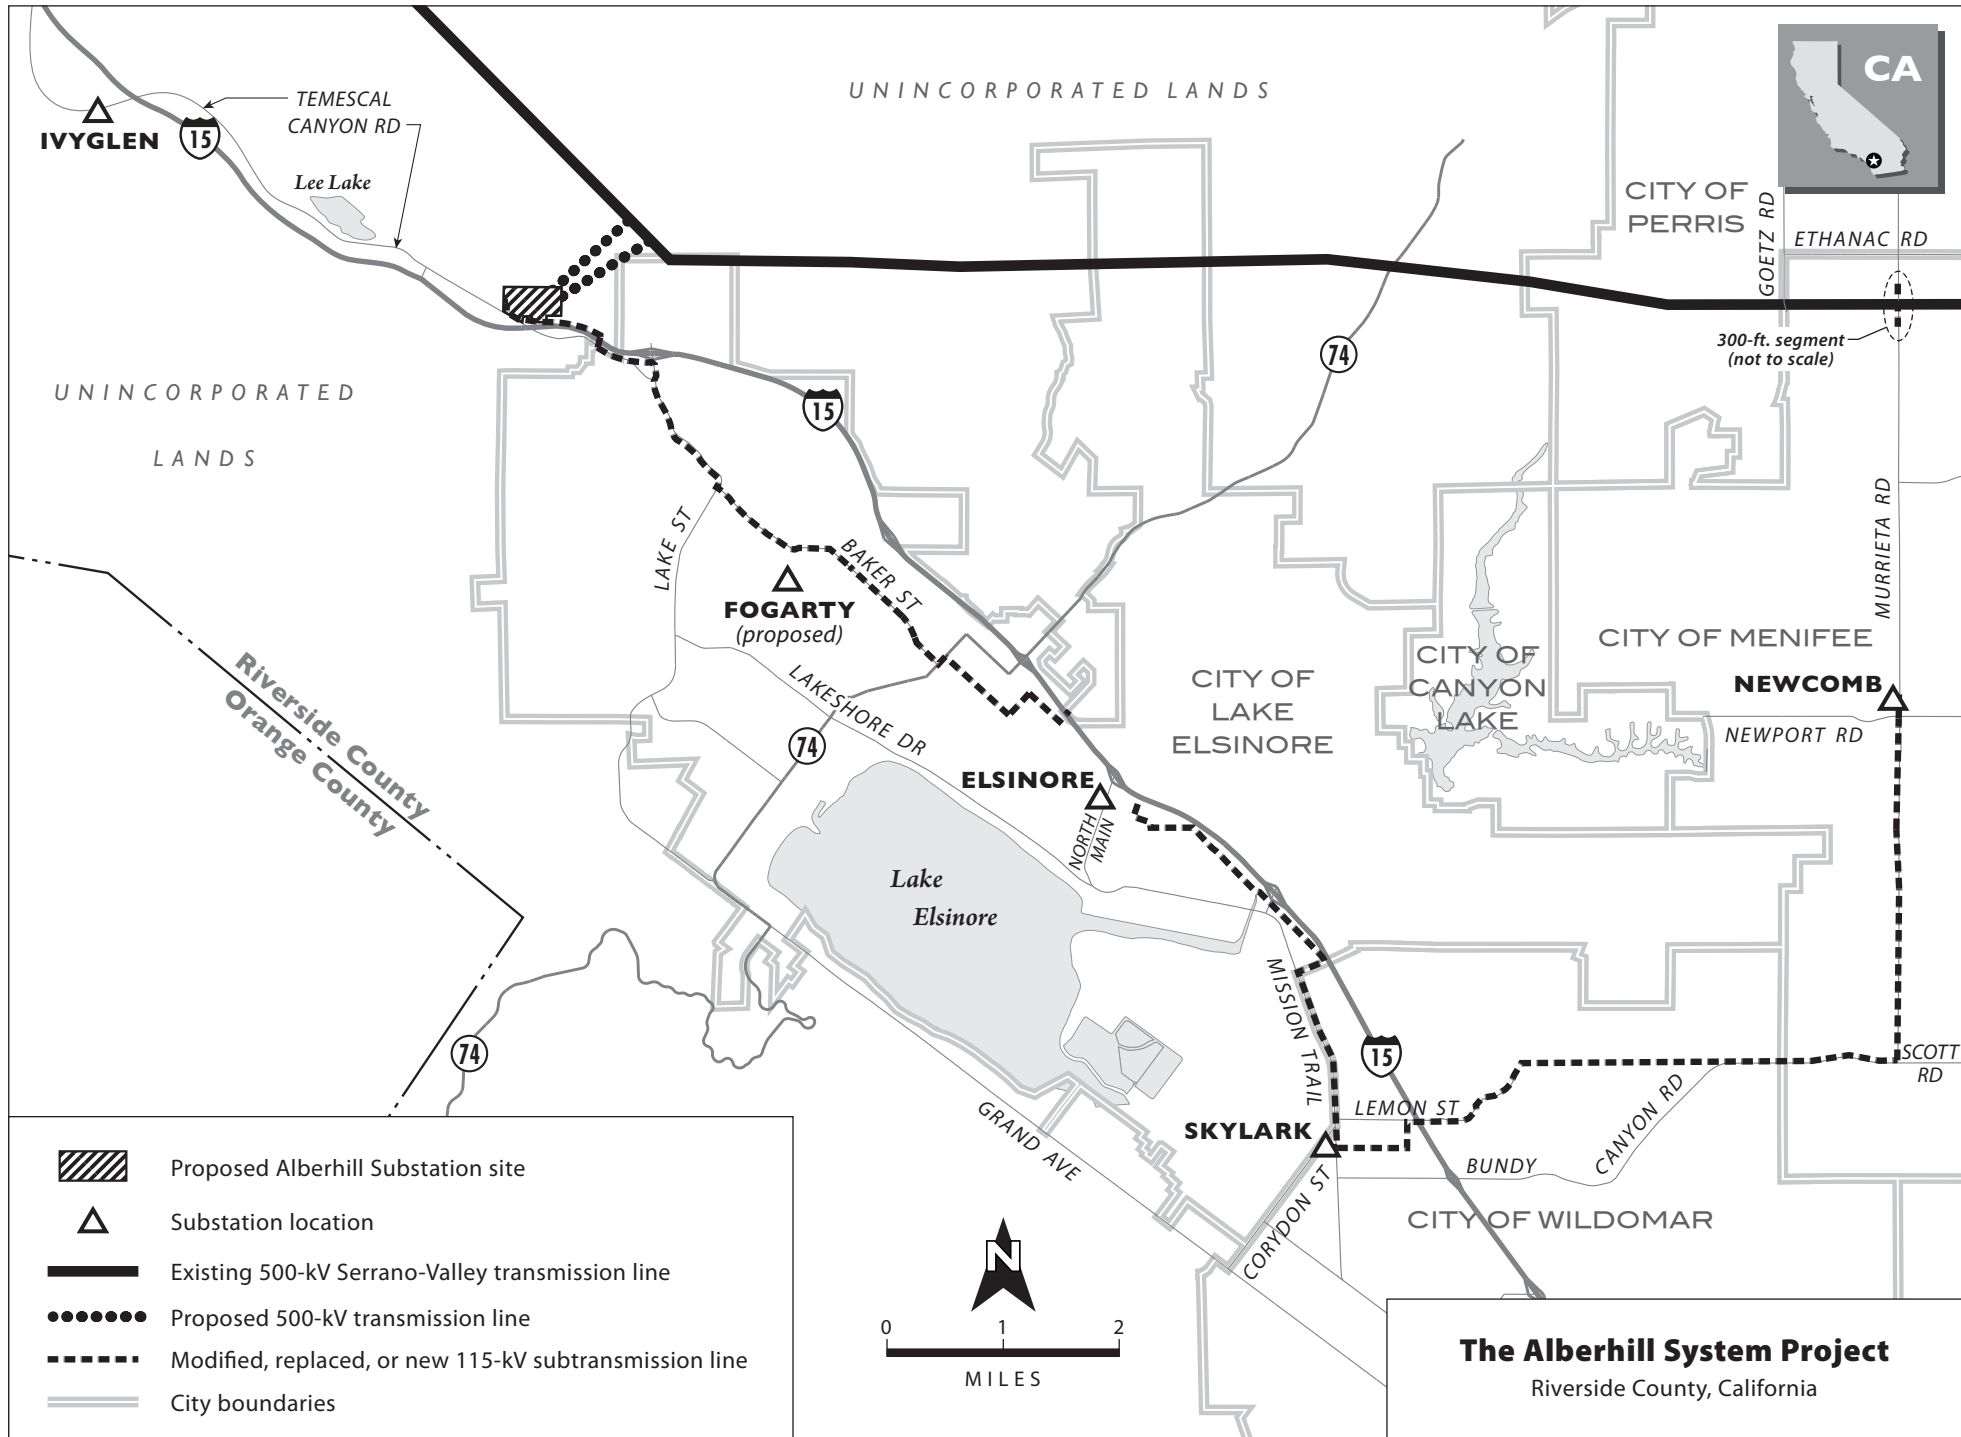 UNINCORPORATED LANDS
CA
TEMESCAL
CANYON RD
IVYGLEN
15
Lee Lake
CITY OF
PERRIS
GOETZ RD
ETHANAC RD
300-ft. segment
(not to scale)
74
UNINCORPORATED
LANDS
15
LAKE ST
BAKER ST
MURRIETA RD
FOGARTY
(proposed)
CITY OF MENIFEE
CITY OF
CANYON
LAKE
NEWCOMB
NEWPORT RD
CITY OF
LAKE
ELSINORE
Riverside County
Orange County
LAKESHORE DR
74
ELSINORE
NORTH
MAIN
Lake
Elsinore
MISSION TRAIL
74
15
SCOTT
RD
GRAND AVE
LEMON ST
SKYLARK
CANYON RD
BUNDY
CORYDON ST
CITY OF WILDOMAR
Proposed Alberhill Substation site
Substation location
Existing 500-kV Serrano-Valley transmission line
Proposed 500-kV transmission line
Modified, replaced, or new 115-kV subtransmission line
City boundaries
N
0 1 2
MILES
The Alberhill System Project
Riverside County, California